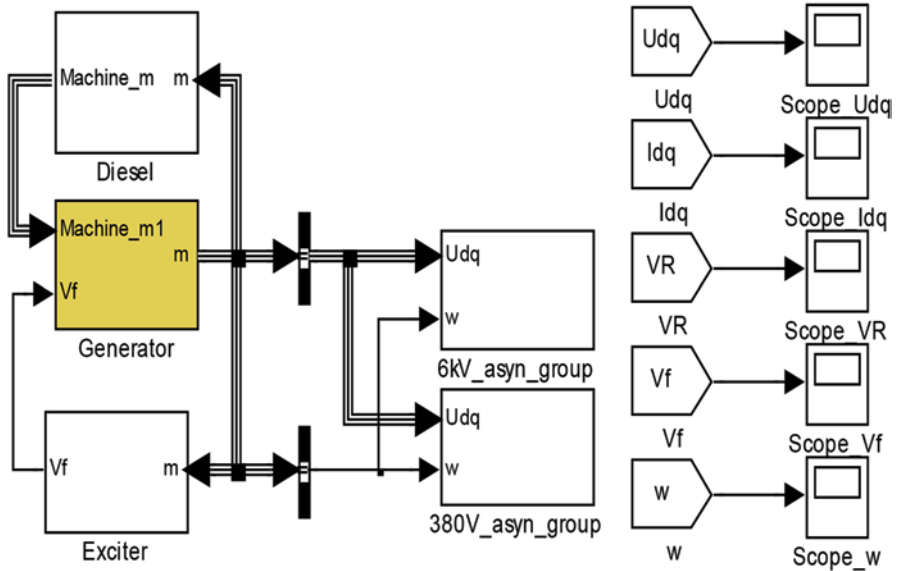 Machine_m m
Diesel
Machine_m1
m
Vf
Generator
Vf m
Exciter
Udq
w
6kV_asyn_group
Udq
w
380V_asyn_group
Udq
Udq
Scope_Udq
Idq
Idq
Scope_Idq
VR
VR
Scope_VR
Vf
Vf
Scope_Vf
w
w
Scope_w